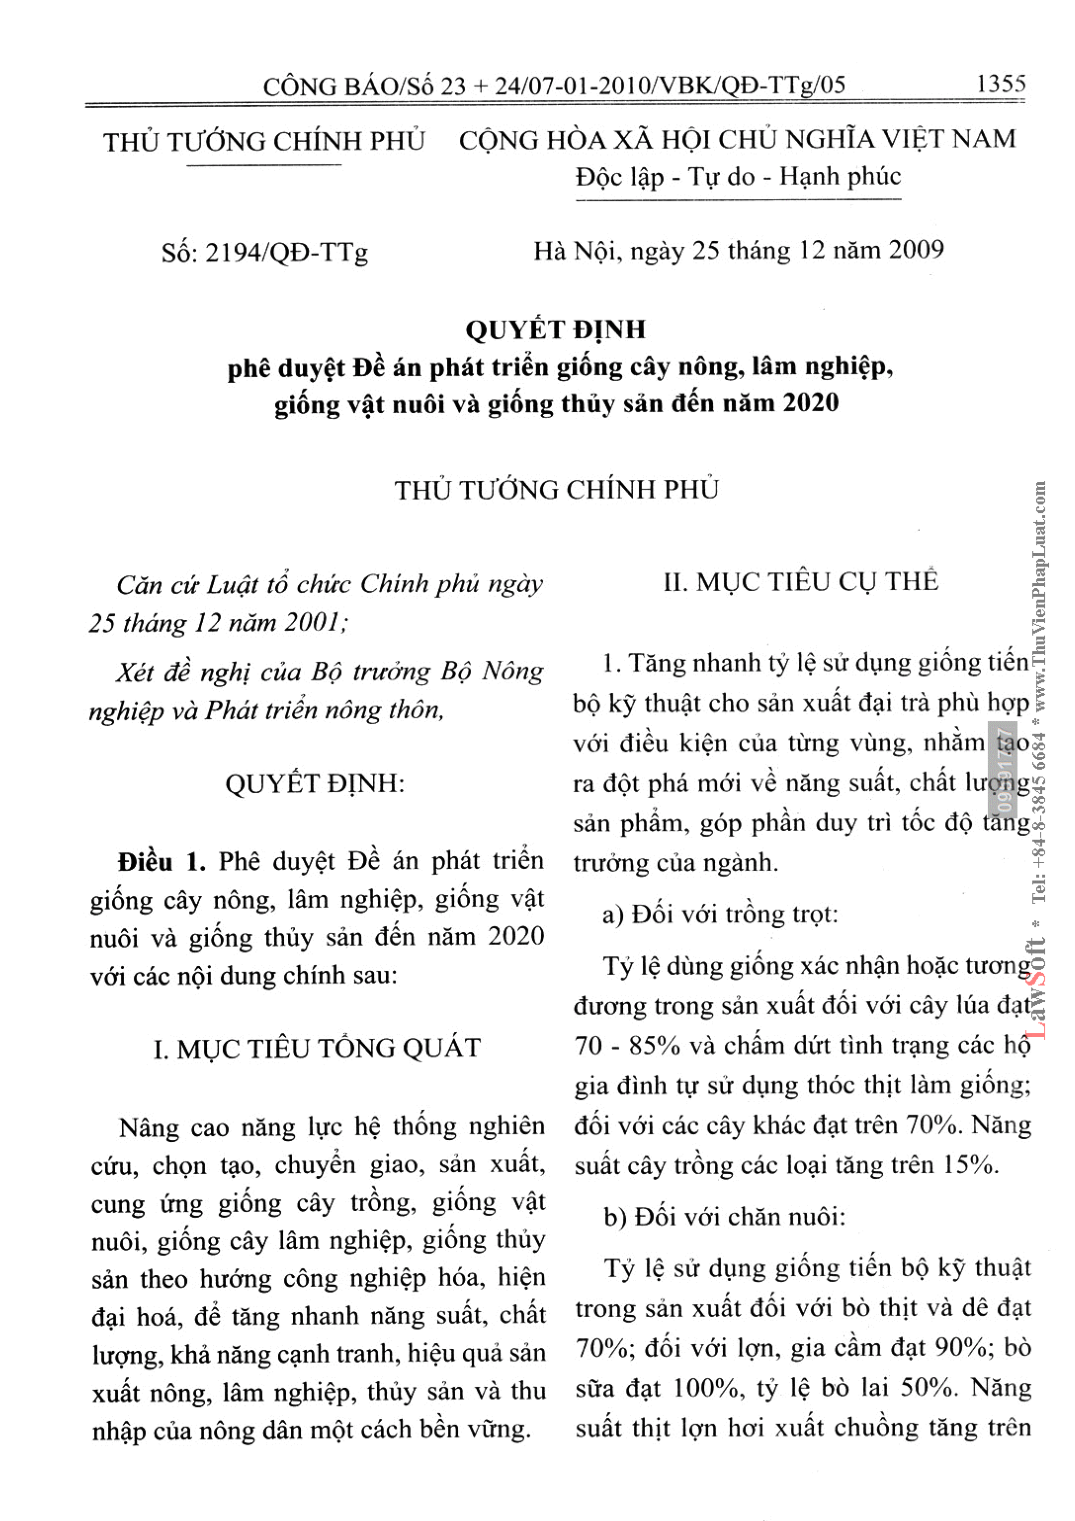 CÔNG BÁO/Số 23 + 24/07-01-2010/VBK/QĐ-TTg/05 1355
THỦ TƯỚNG CHÍNH PHỦ
CỘNG HÒA XÃ HỘI CHỦ NGHĨA VIỆT NAM
Độc lập - Tự do - Hạnh phúc
Số: 2194/QĐ-TTg
Hà Nội, ngày 25 tháng 12 năm 2009
QUYẾT ĐỊNH
phê duyệt Đề án phát triển giống cây nông, lâm nghiệp,
giống vật nuôi và giống thủy sản đến năm 2020
THỦ TƯỚNG CHÍNH PHỦ
Căn cứ Luật tổ chức Chính phủ ngày
25 tháng 12 năm 2001;
Xét đề nghị của Bộ trưởng Bộ Nông
nghiệp và Phát triển nông thôn,
QUYẾT ĐỊNH:
Điều 1. Phê duyệt Đề án phát triển
giống cây nông, lâm nghiệp, giống vật
nuôi và giống thủy sản đến năm 2020
với các nội dung chính sau:
I. MỤC TIÊU TỔNG QUÁT
Nâng cao năng lực hệ thống nghiên
cứu, chọn tạo, chuyển giao, sản xuất,
cung ứng giống cây trồng, giống vật
nuôi, giống cây lâm nghiệp, giống thủy
sản theo hướng công nghiệp hóa, hiện
đại hoá, để tăng nhanh năng suất, chất
lượng, khả năng cạnh tranh, hiệu quả sản
xuất nông, lâm nghiệp, thủy sản và thu
nhập của nông dân một cách bền vững.
II. MỤC TIÊU CỤ THỂ
1. Tăng nhanh tỷ lệ sử dụng giống tiến
bộ kỹ thuật cho sản xuất đại trà phù hợp
với điều kiện của từng vùng, nhằm tạo
ra đột phá mới về năng suất, chất lượng
sản phẩm, góp phần duy trì tốc độ tăng
trưởng của ngành.
a) Đối với trồng trọt:
Tỷ lệ dùng giống xác nhận hoặc tương
đương trong sản xuất đối với cây lúa đạt
70 - 85% và chấm dứt tình trạng các hộ
gia đình tự sử dụng thóc thịt làm giống;
đối với các cây khác đạt trên 70%. Năng
suất cây trồng các loại tăng trên 15%.
b) Đối với chăn nuôi:
Tỷ lệ sử dụng giống tiến bộ kỹ thuật
trong sản xuất đối với bò thịt và dê đạt
70%; đối với lợn, gia cầm đạt 90%; bò
sữa đạt 100%, tỷ lệ bò lai 50%. Năng
suất thịt lợn hơi xuất chuồng tăng trên
LawSoft * Tel: +84-8-3845 6684 * www.ThuVienPhapLuat.com